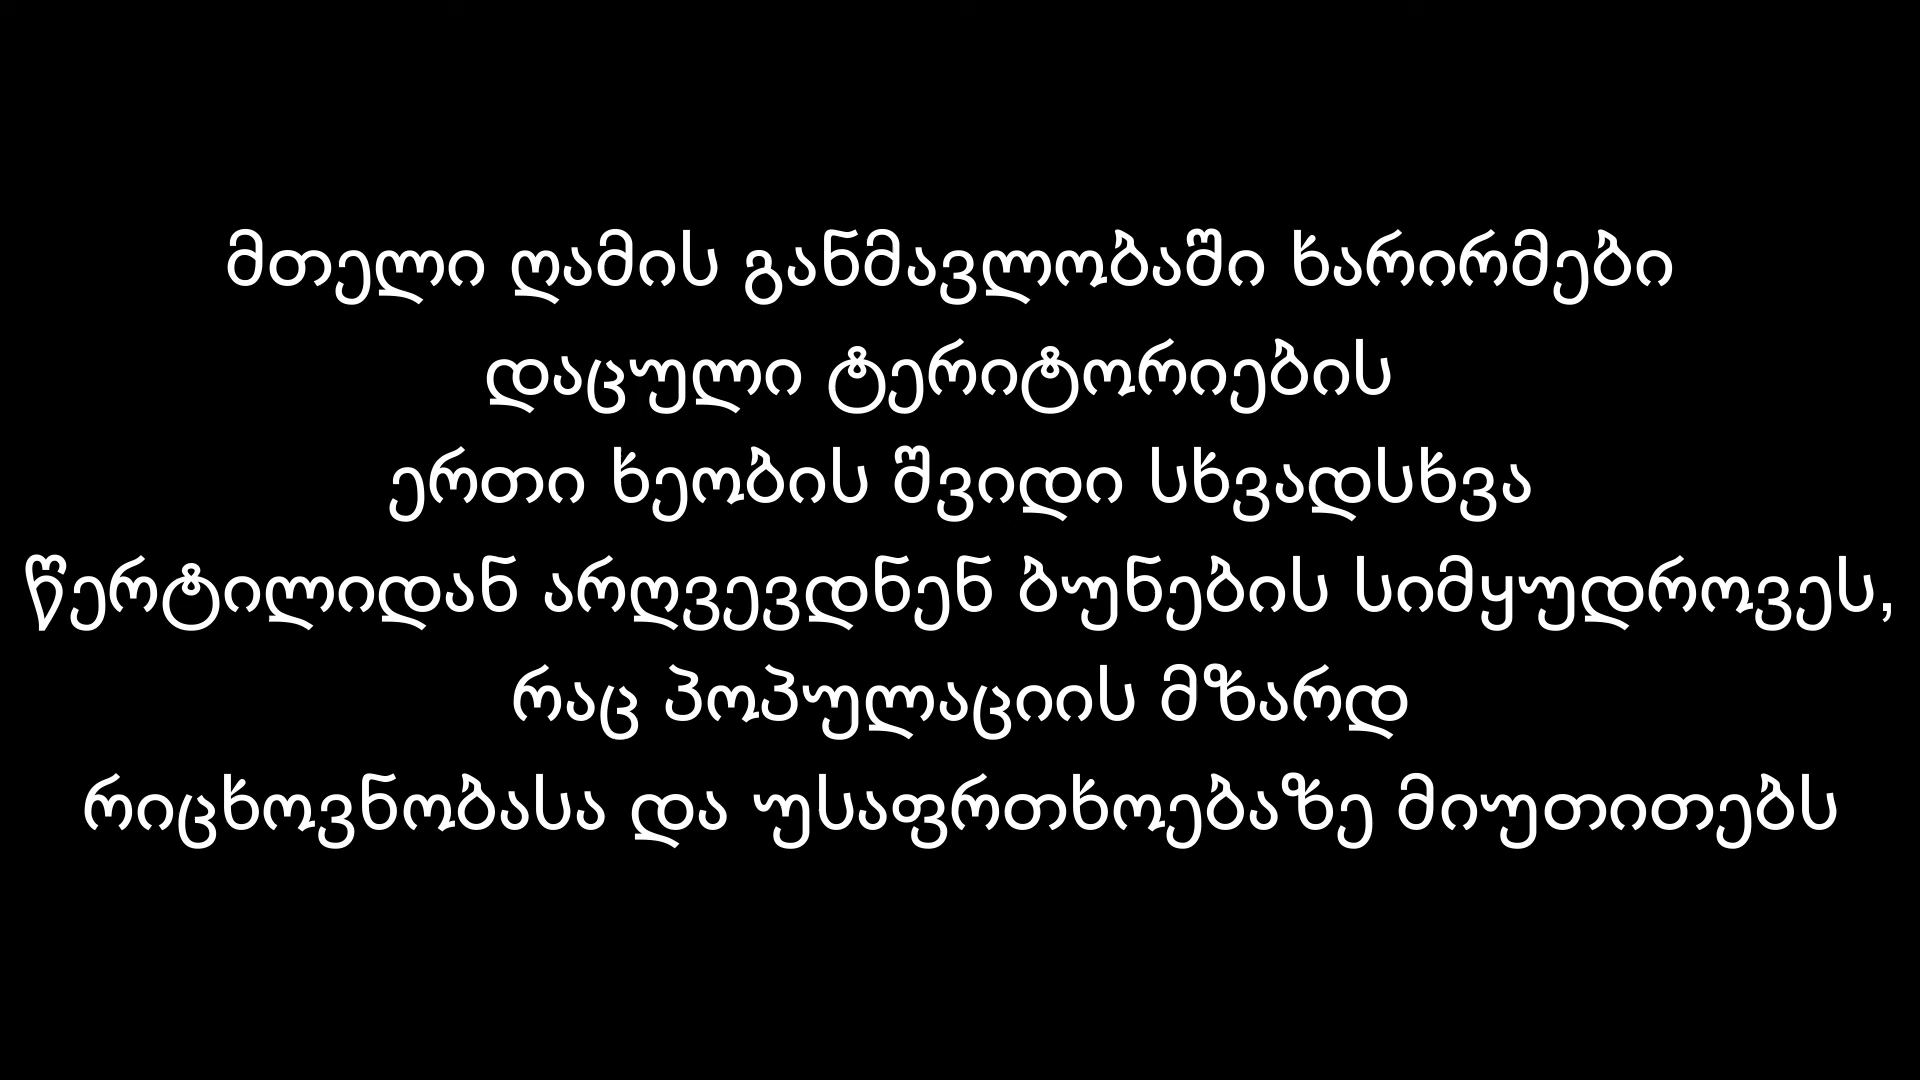 მთელი ღამის განმავლობაში ხარირმები
დაცული ტერიტორიების
ერთი ხეობის შვიდი სხვადსხვა
წერტილიდან არღვევდნენ ბუნების სიმყუდროვეს,
რაც პოპულაციის მზარდ
რიცხოვნობასა და უსაფრთხოებაზე მიუთითებს